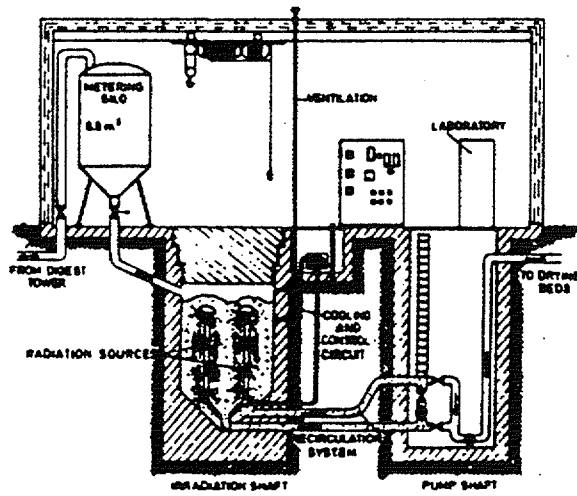 METERING
SILO
VENTILATION
LABORATORY
FROM DIGEST
TOWER
TO DRYING
BEDS
COOLING
AND
CONTROL
CIRCUIT
RADIATION SOURCES
RECIRCULATION
SYSTEM
IRRADIATION SHAFT
PUMP SHAFT